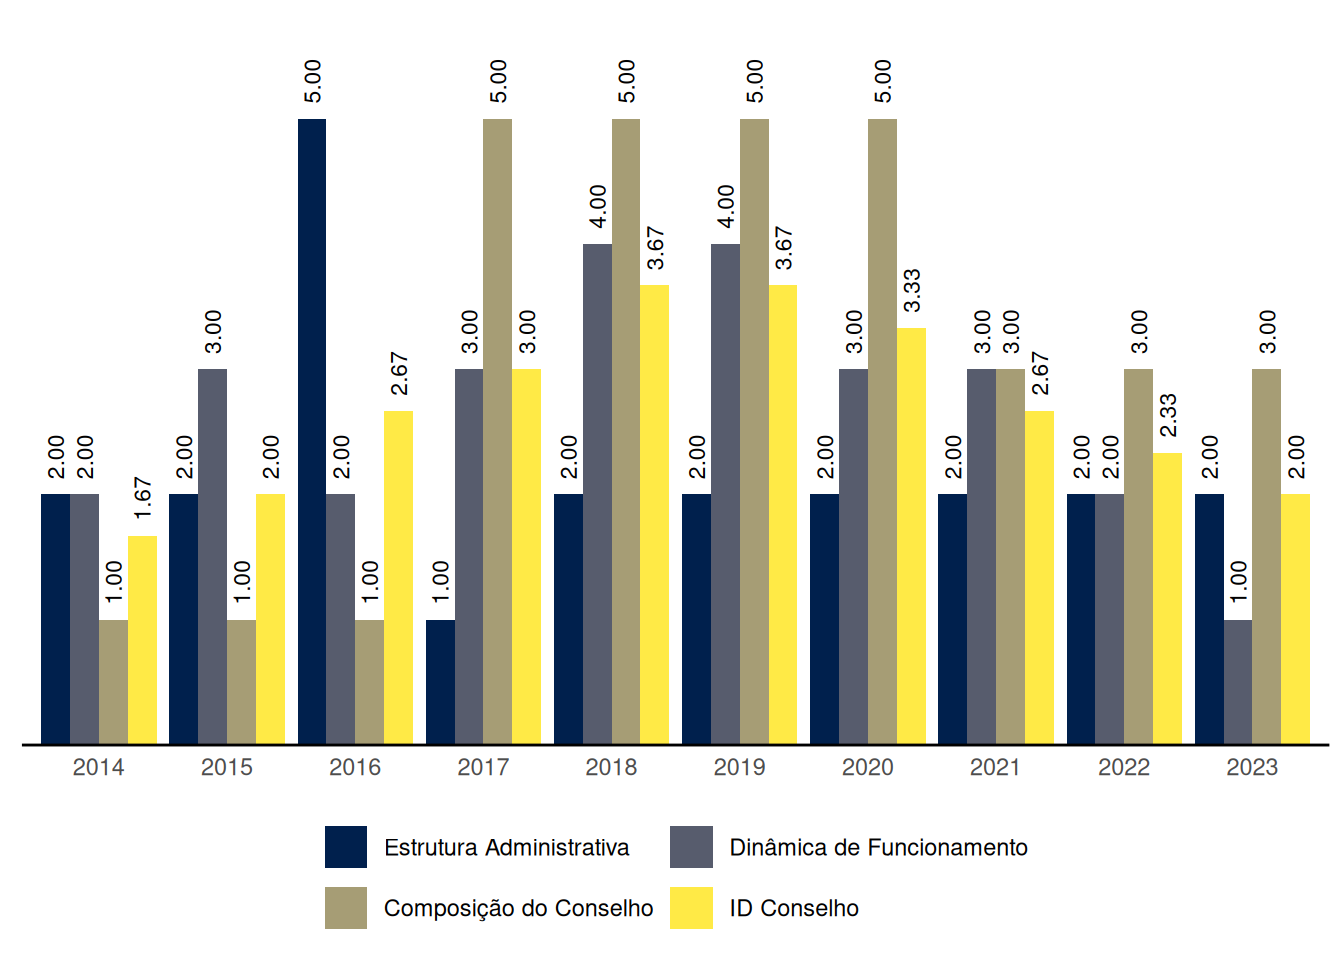 5.00 5.00 5.00 5.00 5.00
4.00 4.00
3.67 3.67
3.33
3.00 3.00 3.00 3.00 3.00 3.00 3.00 3.00
2.67 2.67
2.33
2.00 2.00 2.00 2.00 2.00 2.00 2.00 2.00 2.00 2.00 2.00 2.00 2.00
1.67
1.00 1.00 1.00 1.00 1.00
2014 2015 2016 2017 2018 2019 2020 2021 2022 2023
Estrutura Administrativa Dinâmica de Funcionamento
Composição do Conselho ID Conselho